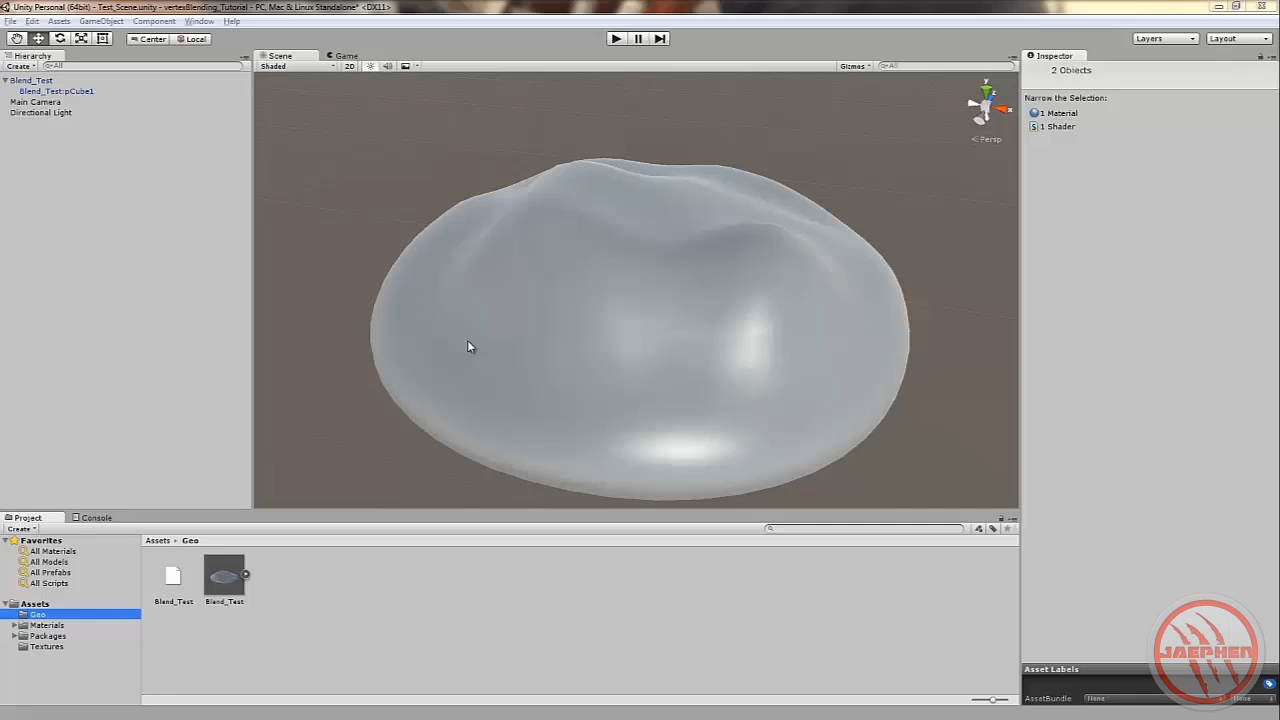 Unity Personal (64bit) - Test_Scene.unity - vertexBlending_Tutorial - PC, Mac & Linux Standalone* <DX11>
File Edit Assets GameObject Component Window Help
Center Local Layers Layout
Hierarchy Scene Game Inspector
Create All Shaded 2D Gizmos All 2 Objects
Blend_Test
Blend_Test:pCube1
Main Camera
Directional Light
y
z
x
Persp
Narrow the Selection:
1 Material
1 Shader
Project Console
Create
Favorites
All Materials
All Models
All Prefabs
All Scripts
Assets
Geo
Materials
Packages
Textures
Assets Geo
Blend_Test Blend_Test
JAEPHEN
Asset Labels
AssetBundle None None